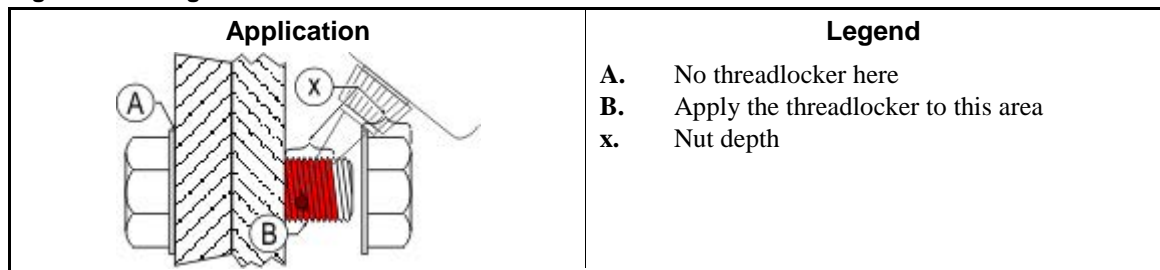 Application
Legend
A
x
B
A. No threadlocker here
B. Apply the threadlocker to this area
x. Nut depth